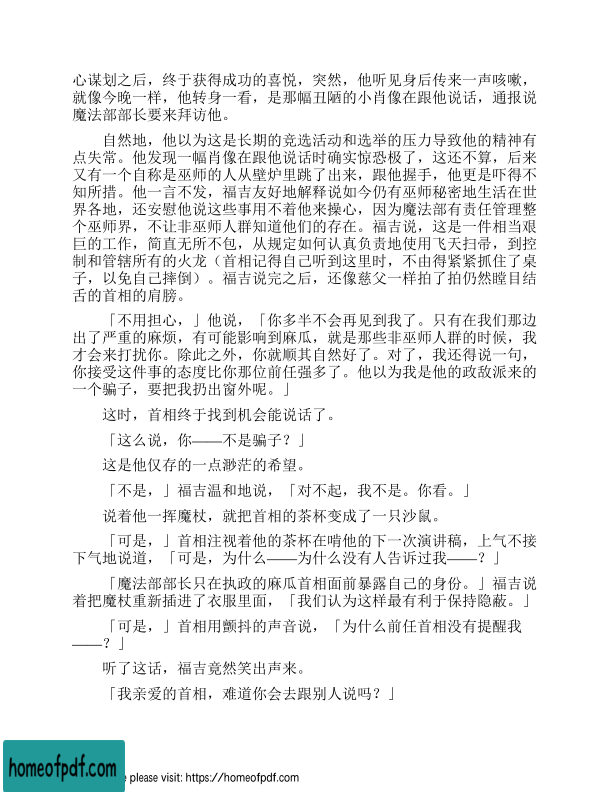 心谋划之后，终于获得成功的喜悦，突然，他听见身后传来一声咳嗽，
就像今晚一样，他转身一看，是那幅丑陋的小肖像在跟他说话，通报说
魔法部部长要来拜访他。
自然地，他以为这是长期的竞选活动和选举的压力导致他的精神有
点失常。他发现一幅肖像在跟他说话时确实惊恐极了，这还不算，后来
又有一个自称是巫师的人从壁炉里跳了出来，跟他握手，他更是吓得不
知所措。他一言不发，福吉友好地解释说如今仍有巫师秘密地生活在世
界各地，还安慰他说这些事用不着他来操心，因为魔法部有责任管理整
个巫师界，不让非巫师人群知道他们的存在。福吉说，这是一件相当艰
巨的工作，简直无所不包，从规定如何认真负责地使用飞天扫帚，到控
制和管辖所有的火龙（首相记得自己听到这里时，不由得紧紧抓住了桌
子，以免自己摔倒）。福吉说完之后，还像慈父一样拍了拍仍然瞠目结
舌的首相的肩膀。
「不用担心，」他说，「你多半不会再见到我了。只有在我们那边
出了严重的麻烦，有可能影响到麻瓜，就是那些非巫师人群的时候，我
才会来打扰你。除此之外，你就顺其自然好了。对了，我还得说一句，
你接受这件事的态度比你那位前任强多了。他以为我是他的政敌派来的
一个骗子，要把我扔出窗外呢。」
这时，首相终于找到机会能说话了。
「这么说，你——不是骗子？」
这是他仅存的一点渺茫的希望。
「不是，」福吉温和地说，「对不起，我不是。你看。」
说着他一挥魔杖，就把首相的茶杯变成了一只沙鼠。
「可是，」首相注视着他的茶杯在啃他的下一次演讲稿，上气不接
下气地说道，「可是，为什么——为什么没有人告诉过我——？」
「魔法部部长只在执政的麻瓜首相面前暴露自己的身份。」福吉说
着把魔杖重新插进了衣服里面，「我们认为这样最有利于保持隐蔽。」
「可是，」首相用颤抖的声音说，「为什么前任首相没有提醒我
——？」
听了这话，福吉竟然笑出声来。
「我亲爱的首相，难道你会去跟别人说吗？」
homeofpdf.com
e please visit: https://homeofpdf.com